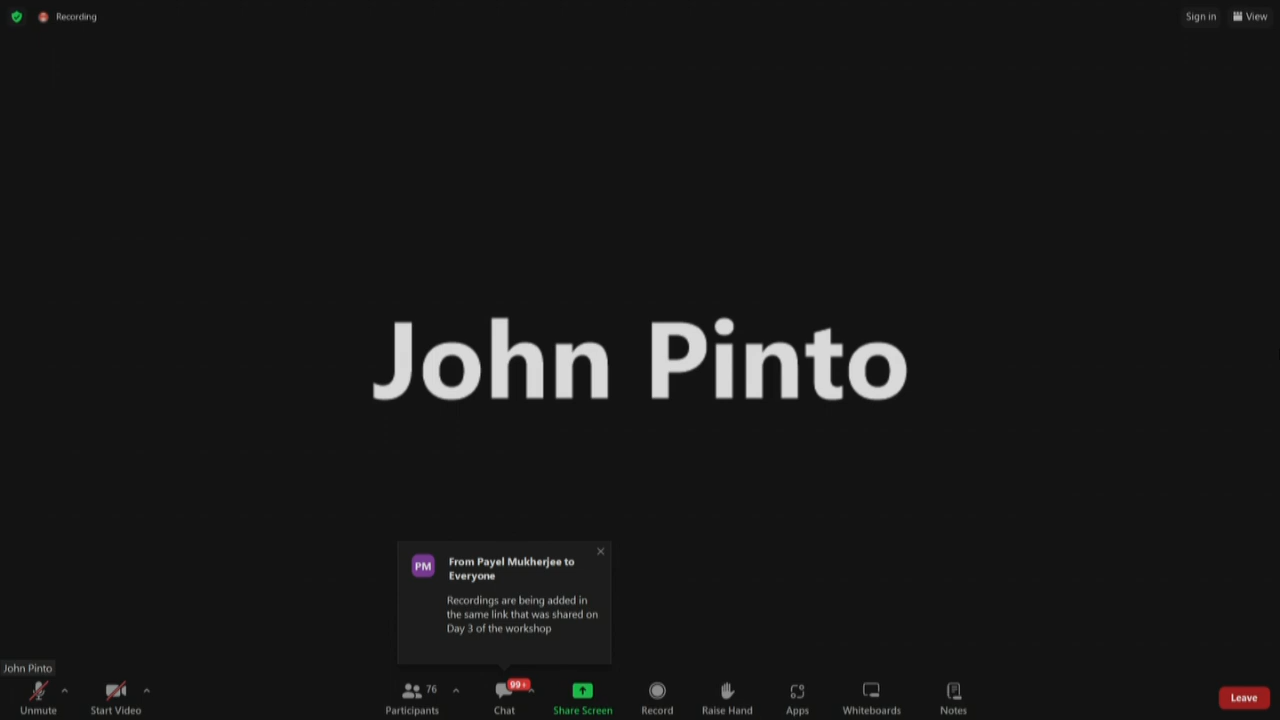 Recording
Sign in
View
John Pinto
PM
From Payel Mukherjee to
Everyone
Recordings are being added in
the same link that was shared on
Day 3 of the workshop
John Pinto
76
99+
Unmute
Start Video
Participants
Chat
Share Screen
Record
Raise Hand
Apps
Whiteboards
Notes
Leave